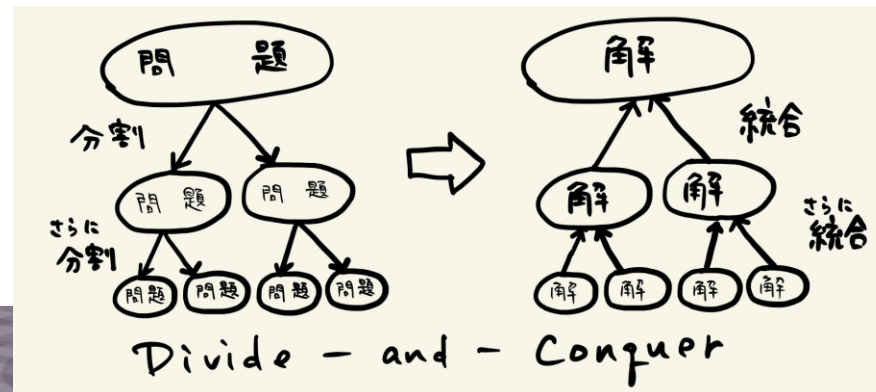 問 題
分割
問 題
問 題
さらに
分割
問題
問題
問題
問題
解
統合
解
解
さらに
統合
解
解
解
解
Divide - and - Conquer